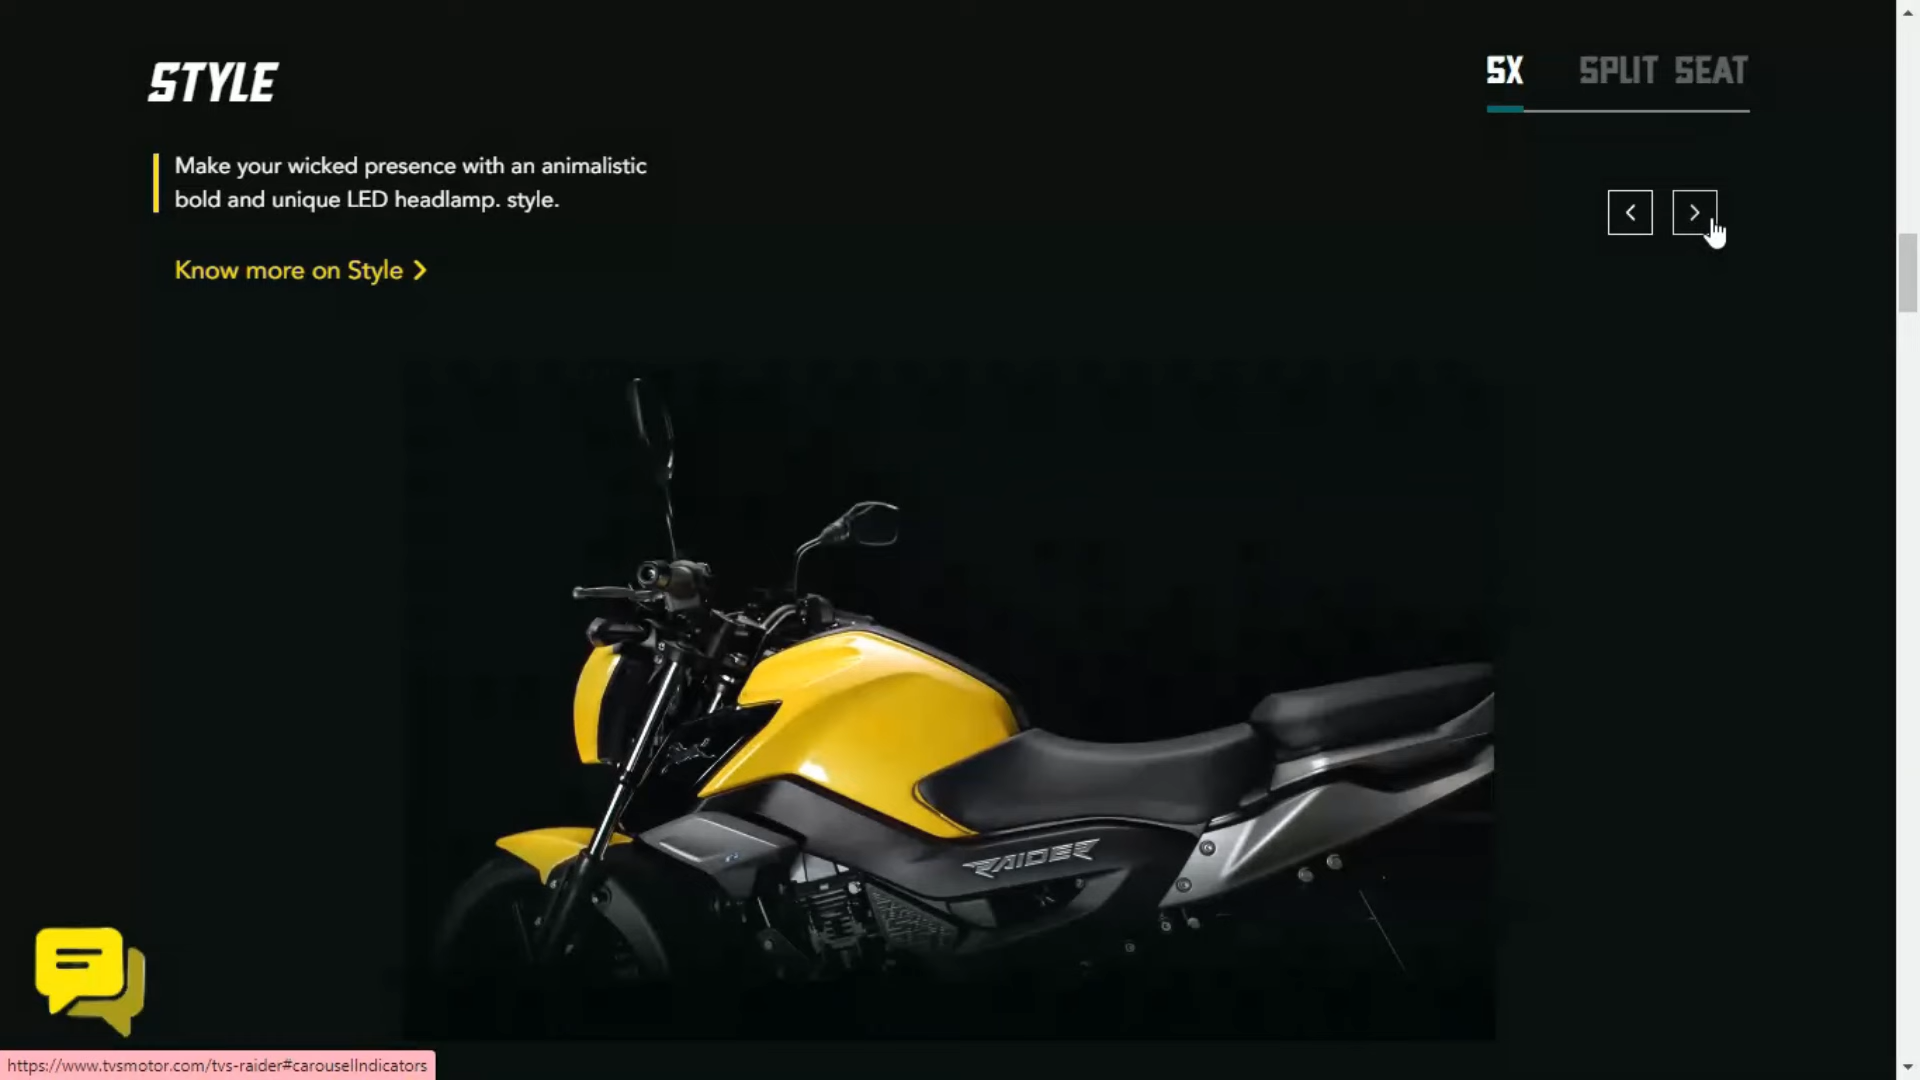 STYLE
SX SPLIT SEAT
Make your wicked presence with an animalistic
bold and unique LED headlamp. style.
Know more on Style
RAIDER
https://www.tvsmotor.com/tvs-raider#carouselIndicators